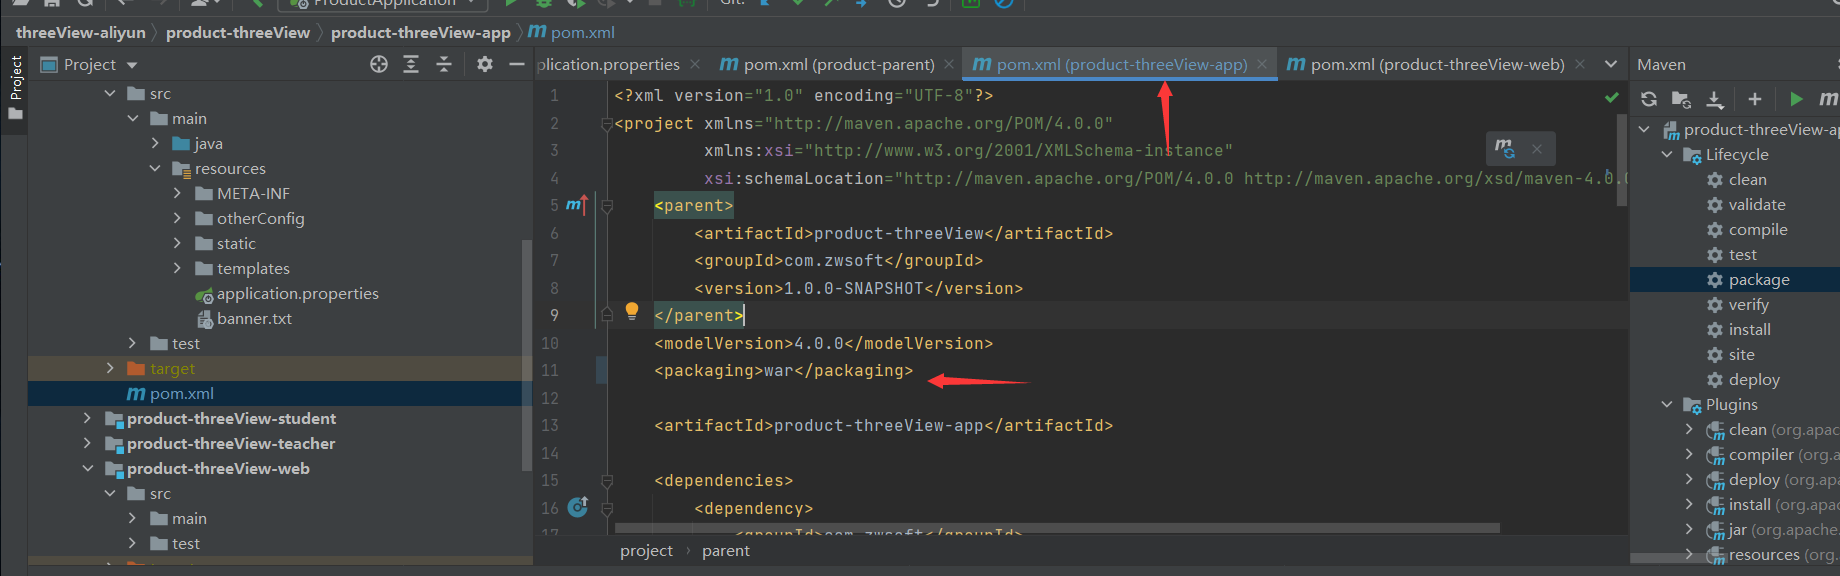 ProductApplication
Git:
threeView-aliyun
product-threeView
product-threeView-app
pom.xml
Project
Project
plication.properties
pom.xml (product-parent)
pom.xml (product-threeView-app)
pom.xml (product-threeView-web)
Maven
src
main
java
resources
META-INF
otherConfig
static
templates
application.properties
banner.txt
test
target
pom.xml
product-threeView-student
product-threeView-teacher
product-threeView-web
src
main
test
1 <?xml version="1.0" encoding="UTF-8"?>
2 <project xmlns="http://maven.apache.org/POM/4.0.0"
3 xmlns:xsi="http://www.w3.org/2001/XMLSchema-instance"
4 xsi:schemaLocation="http://maven.apache.org/POM/4.0.0 http://maven.apache.org/xsd/maven-4.0.0
5 <parent>
6 <artifactId>product-threeView</artifactId>
7 <groupId>com.zwsoft</groupId>
8 <version>1.0.0-SNAPSHOT</version>
9 </parent>
10 <modelVersion>4.0.0</modelVersion>
11 <packaging>war</packaging>
12
13 <artifactId>product-threeView-app</artifactId>
14
15 <dependencies>
16 <dependency>
17 <groupId>com.zwsoft</groupId>
project
parent
product-threeView-a
Lifecycle
clean
validate
compile
test
package
verify
install
site
deploy
Plugins
clean (org.apac
compiler (org.a
deploy (org.apa
install (org.apac
jar (org.apache.
resources (org.